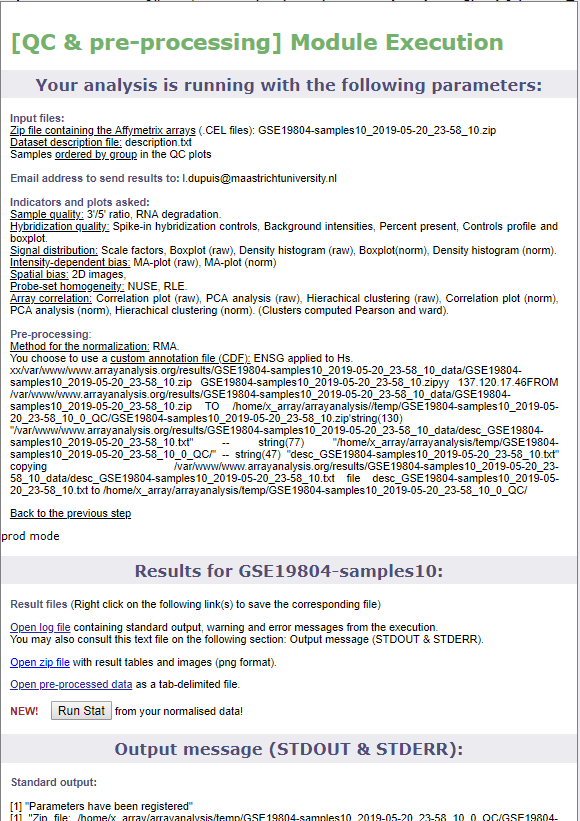 [QC & pre-processing] Module Execution
Your analysis is running with the following parameters:
Input files:
Zip file containing the Affymetrix arrays (.CEL files): GSE19804-samples10_2019-05-20_23-58_10.zip
Dataset description file: description.txt
Samples ordered by group in the QC plots
Email address to send results to: l.dupuis@maastrichtuniversity.nl
Indicators and plots asked:
Sample quality: 3'/5' ratio, RNA degradation.
Hybridization quality: Spike-in hybridization controls, Background intensities, Percent present, Controls profile and
boxplot.
Signal distribution: Scale factors, Boxplot (raw), Density histogram (raw), Boxplot(norm), Density histogram (norm).
Intensity-dependent bias: MA-plot (raw), MA-plot (norm)
Spatial bias: 2D images,
Probe-set homogeneity: NUSE, RLE.
Array correlation: Correlation plot (raw), PCA analysis (raw), Hierachical clustering (raw), Correlation plot (norm),
PCA analysis (norm), Hierachical clustering (norm). (Clusters computed Pearson and ward).
Pre-processing:
Method for the normalization: RMA.
You choose to use a custom annotation file (CDF): ENSG applied to Hs.
xx/var/www/www.arrayanalysis.org/results/GSE19804-samples10_2019-05-20_23-58_10_data/GSE19804-
samples10_2019-05-20_23-58_10.zip GSE19804-samples10_2019-05-20_23-58_10.zipyy 137.120.17.46FROM
/var/www/www.arrayanalysis.org/results/GSE19804-samples10_2019-05-20_23-58_10_data/GSE19804-
samples10_2019-05-20_23-58_10.zip TO /home/x_array/arrayanalysis//temp/GSE19804-samples10_2019-05-
20_23-58_10_0_QC/GSE19804-samples10_2019-05-20_23-58_10.zip'string(130)
"/var/www/www.arrayanalysis.org/results/GSE19804-samples10_2019-05-20_23-58_10_data/desc_GSE19804-
samples10_2019-05-20_23-58_10.txt" -- string(77) "/home/x_array/arrayanalysis/temp/GSE19804-
samples10_2019-05-20_23-58_10_0_QC/" -- string(47) "desc_GSE19804-samples10_2019-05-20_23-58_10.txt"
copying /var/www/www.arrayanalysis.org/results/GSE19804-samples10_2019-05-20_23-
58_10_data/desc_GSE19804-samples10_2019-05-20_23-58_10.txt file desc_GSE19804-samples10_2019-05-
20_23-58_10.txt to /home/x_array/arrayanalysis/temp/GSE19804-samples10_2019-05-20_23-58_10_0_QC/
Back to the previous step
prod mode
Results for GSE19804-samples10:
Result files (Right click on the following link(s) to save the corresponding file)
Open log file containing standard output, warning and error messages from the execution.
You may also consult this text file on the following section: Output message (STDOUT & STDERR).
Open zip file with result tables and images (png format).
Open pre-processed data as a tab-delimited file.
NEW! Run Stat from your normalised data!
Output message (STDOUT & STDERR):
Standard output:
[1] "Parameters have been registered"
[1] "Zip file: /home/x_array/arrayanalysis/temp/GSE19804-samples10_2019-05-20_23-58_10_0_QC/GSE19804-